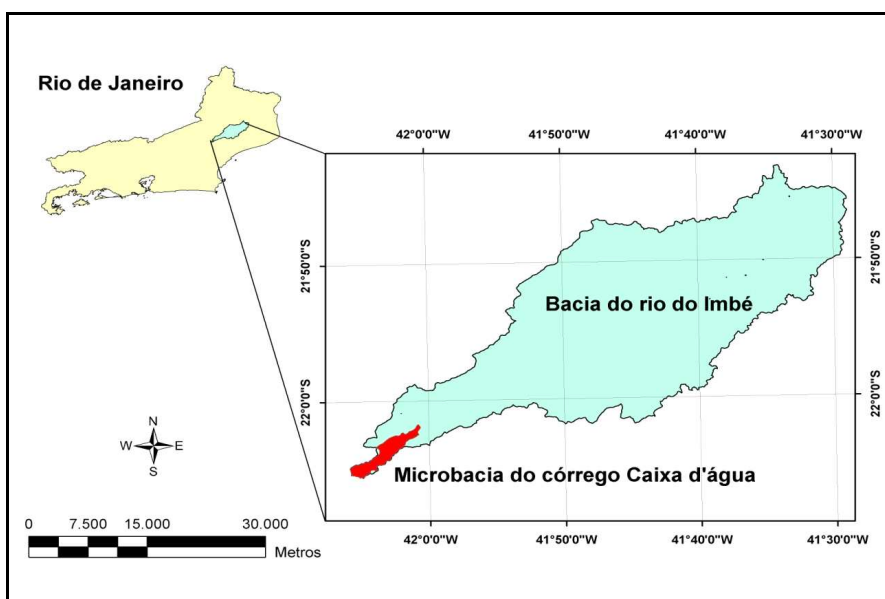 Rio de Janeiro
42°0'0"W 41°50'0"W 41°40'0"W 41°30'0"W
21°50'0"S
21°50'0"S
Bacia do rio do Imbé
22°0'0"S
22°0'0"S
Microbacia do córrego Caixa d'água
N
W E
S
0 7.500 15.000 30.000
Metros
42°0'0"W 41°50'0"W 41°40'0"W 41°30'0"W